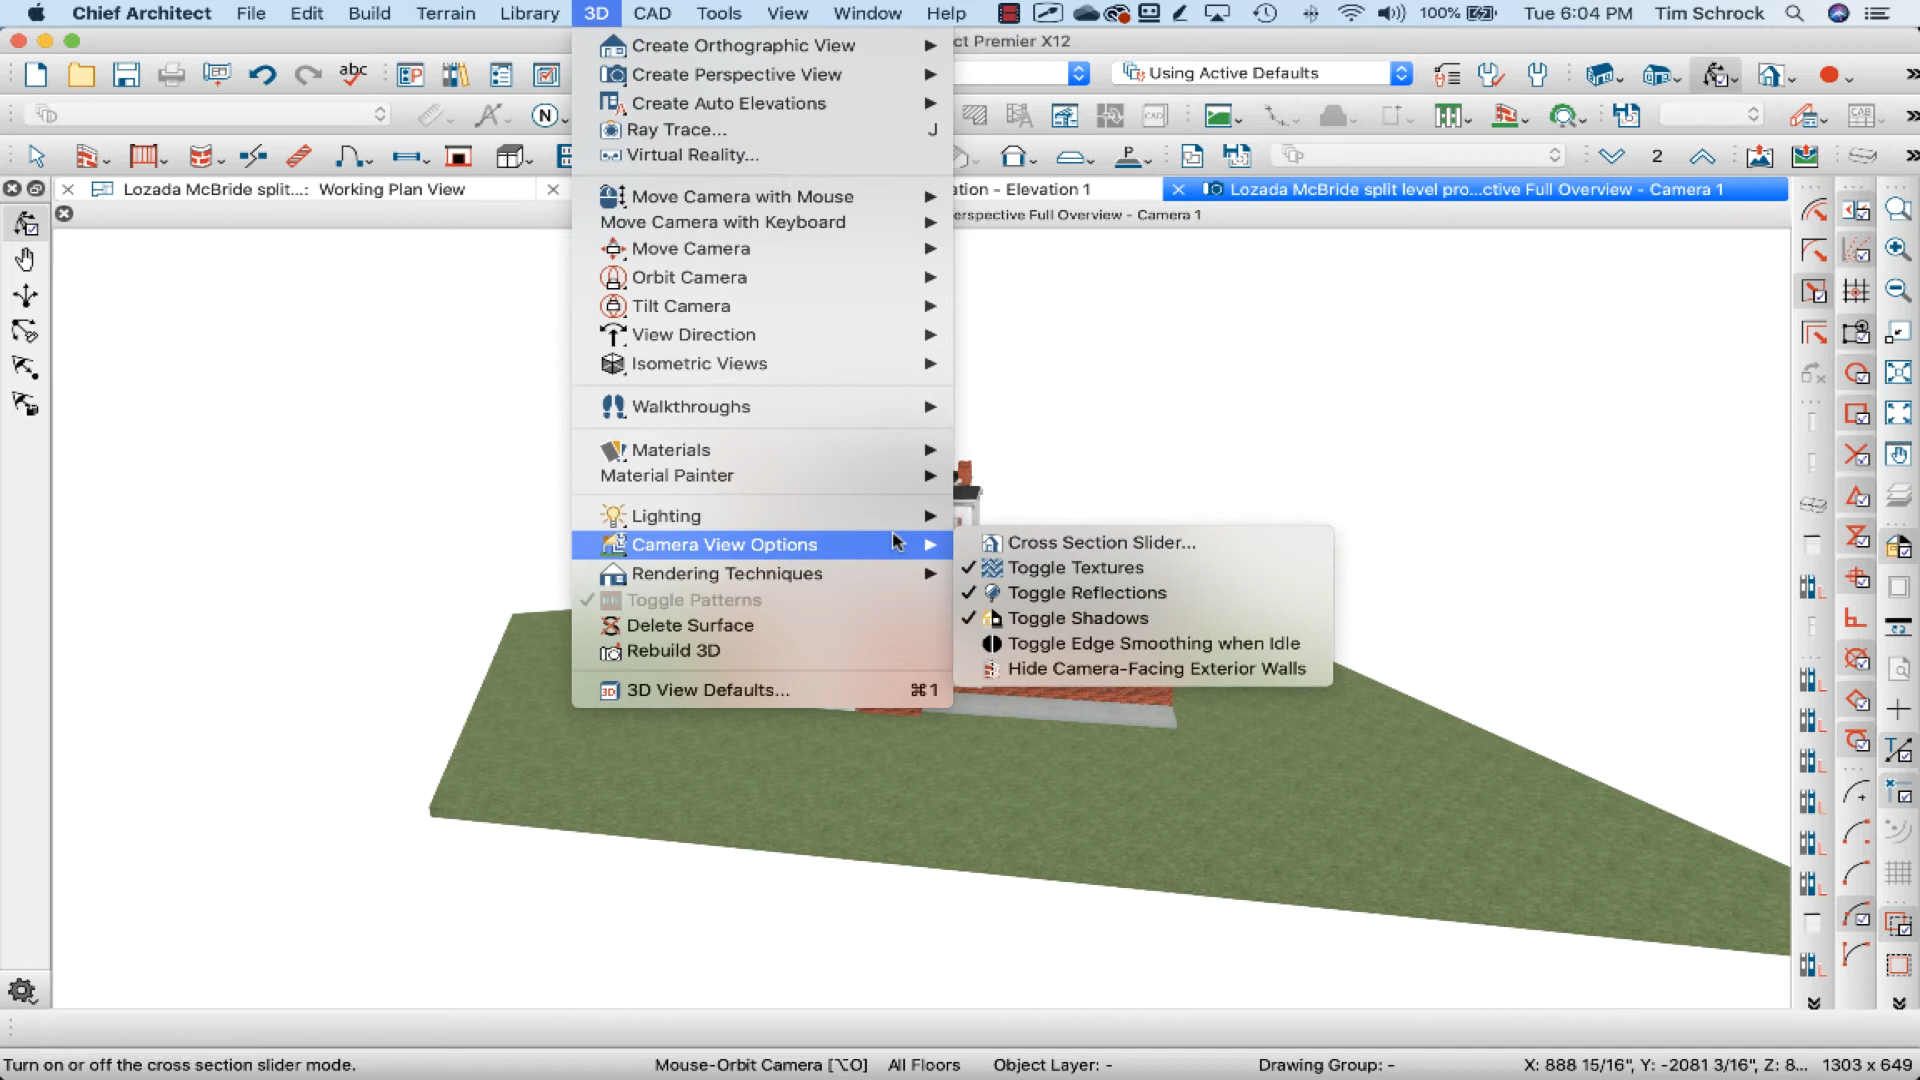 Chief Architect File Edit Build Terrain Library 3D CAD Tools View Window Help 100% Tue 6:04 PM Tim Schrock
ct Premier X12
abc Using Active Defaults
N CAD CAB
P 2
Lozada McBride split...: Working Plan View
ation - Elevation 1
Lozada McBride split level pro...ctive Full Overview - Camera 1
erspective Full Overview - Camera 1
Create Orthographic View
Create Perspective View
Create Auto Elevations
Ray Trace... J
Virtual Reality...
Move Camera with Mouse
Move Camera with Keyboard
Move Camera
Orbit Camera
Tilt Camera
View Direction
Isometric Views
Walkthroughs
Materials
Material Painter
Lighting
Camera View Options
Rendering Techniques
Toggle Patterns
Delete Surface
Rebuild 3D
3D View Defaults... ⌘1
Cross Section Slider...
Toggle Textures
Toggle Reflections
Toggle Shadows
Toggle Edge Smoothing when Idle
Hide Camera-Facing Exterior Walls
Turn on or off the cross section slider mode. Mouse-Orbit Camera [⌥O] All Floors Object Layer: - Drawing Group: - X: 888 15/16", Y: -2081 3/16", Z: 8... 1303 x 649